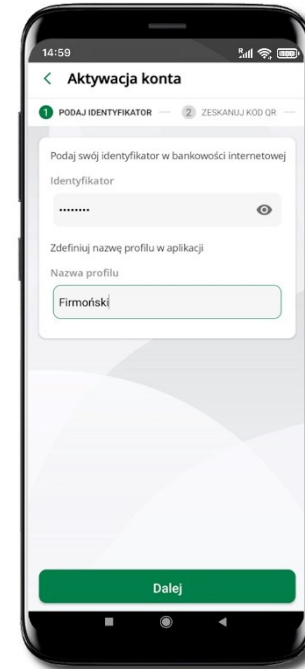 14:59
Aktywacja konta
1 PODAJ IDENTYFIKATOR 2 ZESKANUJ KOD QR
Podaj swój identyfikator w bankowości internetowej
Identyfikator
••••••••
Zdefiniuj nazwę profilu w aplikacji
Nazwa profilu
Firmoński
Dalej